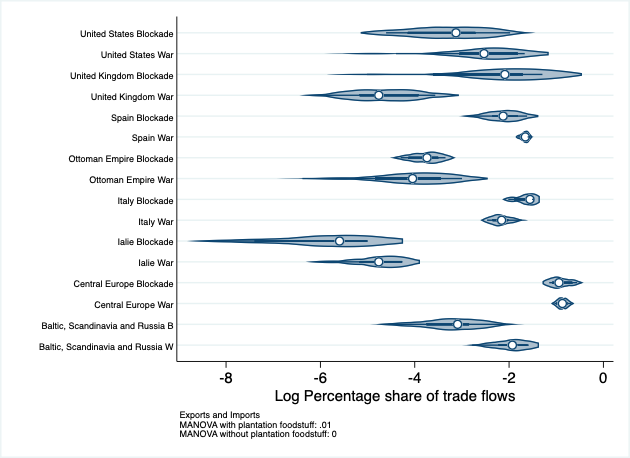 United States Blockade
United States War
United Kingdom Blockade
United Kingdom War
Spain Blockade
Spain War
Ottoman Empire Blockade
Ottoman Empire War
Italy Blockade
Italy War
Ialie Blockade
Ialie War
Central Europe Blockade
Central Europe War
Baltic, Scandinavia and Russia B
Baltic, Scandinavia and Russia W
-8 -6 -4 -2 0
Log Percentage share of trade flows
Exports and Imports
MANOVA with plantation foodstuff: .01
MANOVA without plantation foodstuff: 0